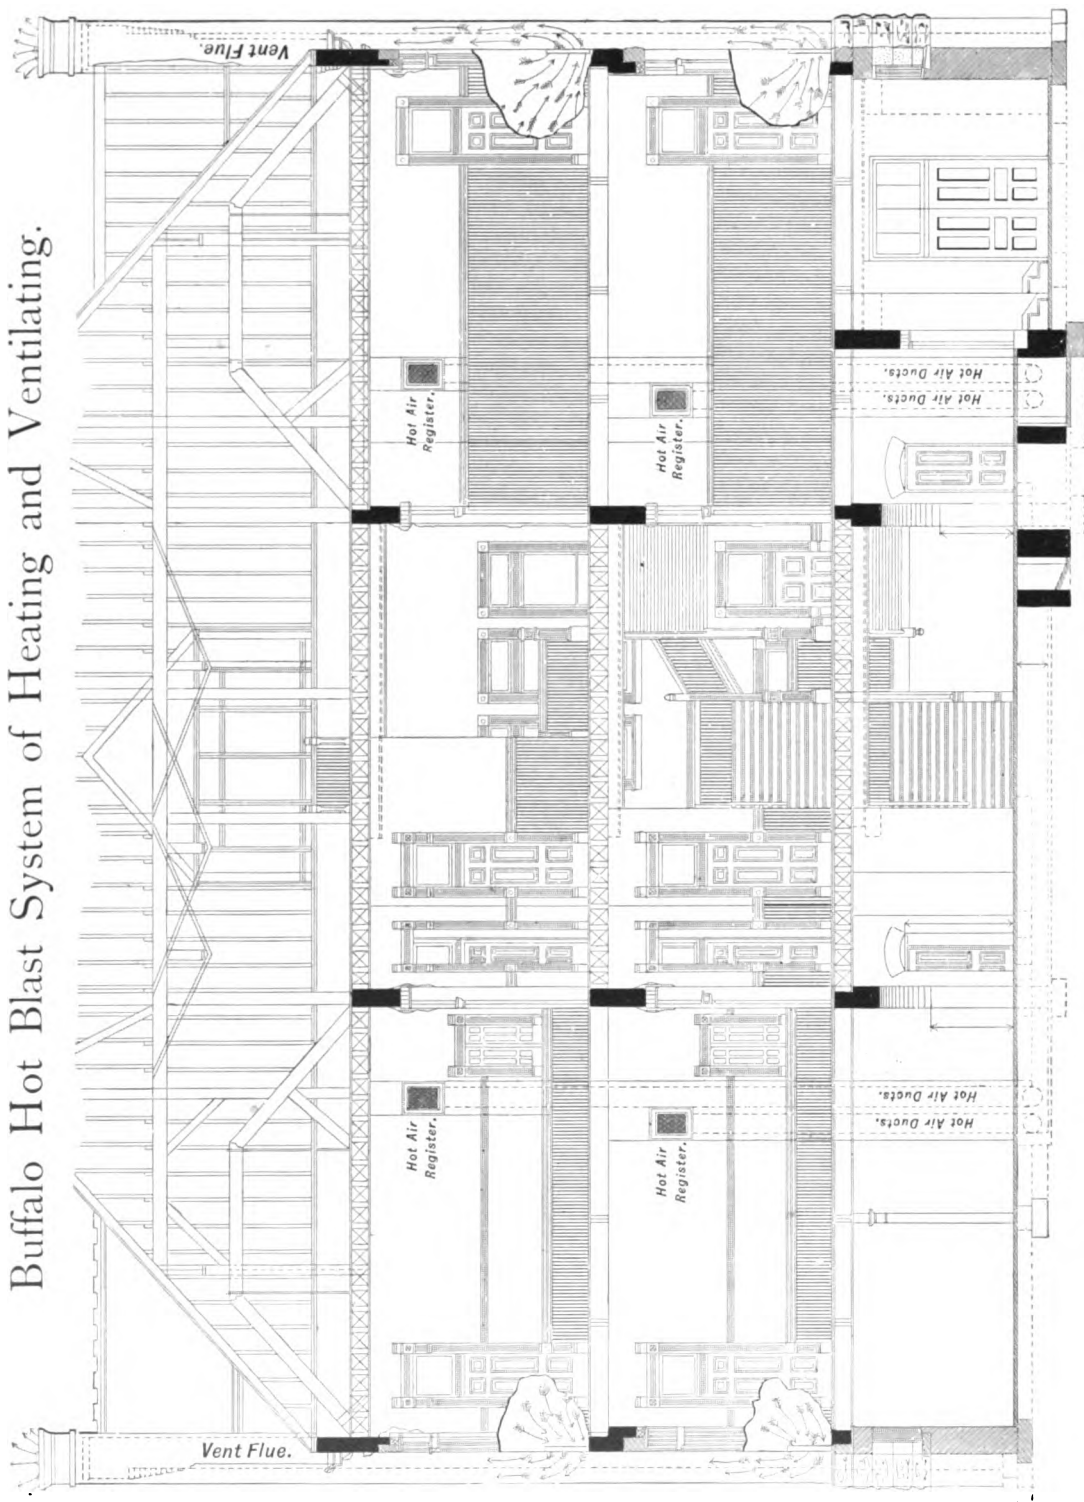 Buffalo Hot Blast System of Heating and Ventilating.
Vent Flue.
Vent Flue.
Hot Air
Register.
Hot Air
Register.
Hot Air
Register.
Hot Air
Register.
Hot Air Ducts.
Hot Air Ducts.
Hot Air Ducts.
Hot Air Ducts.